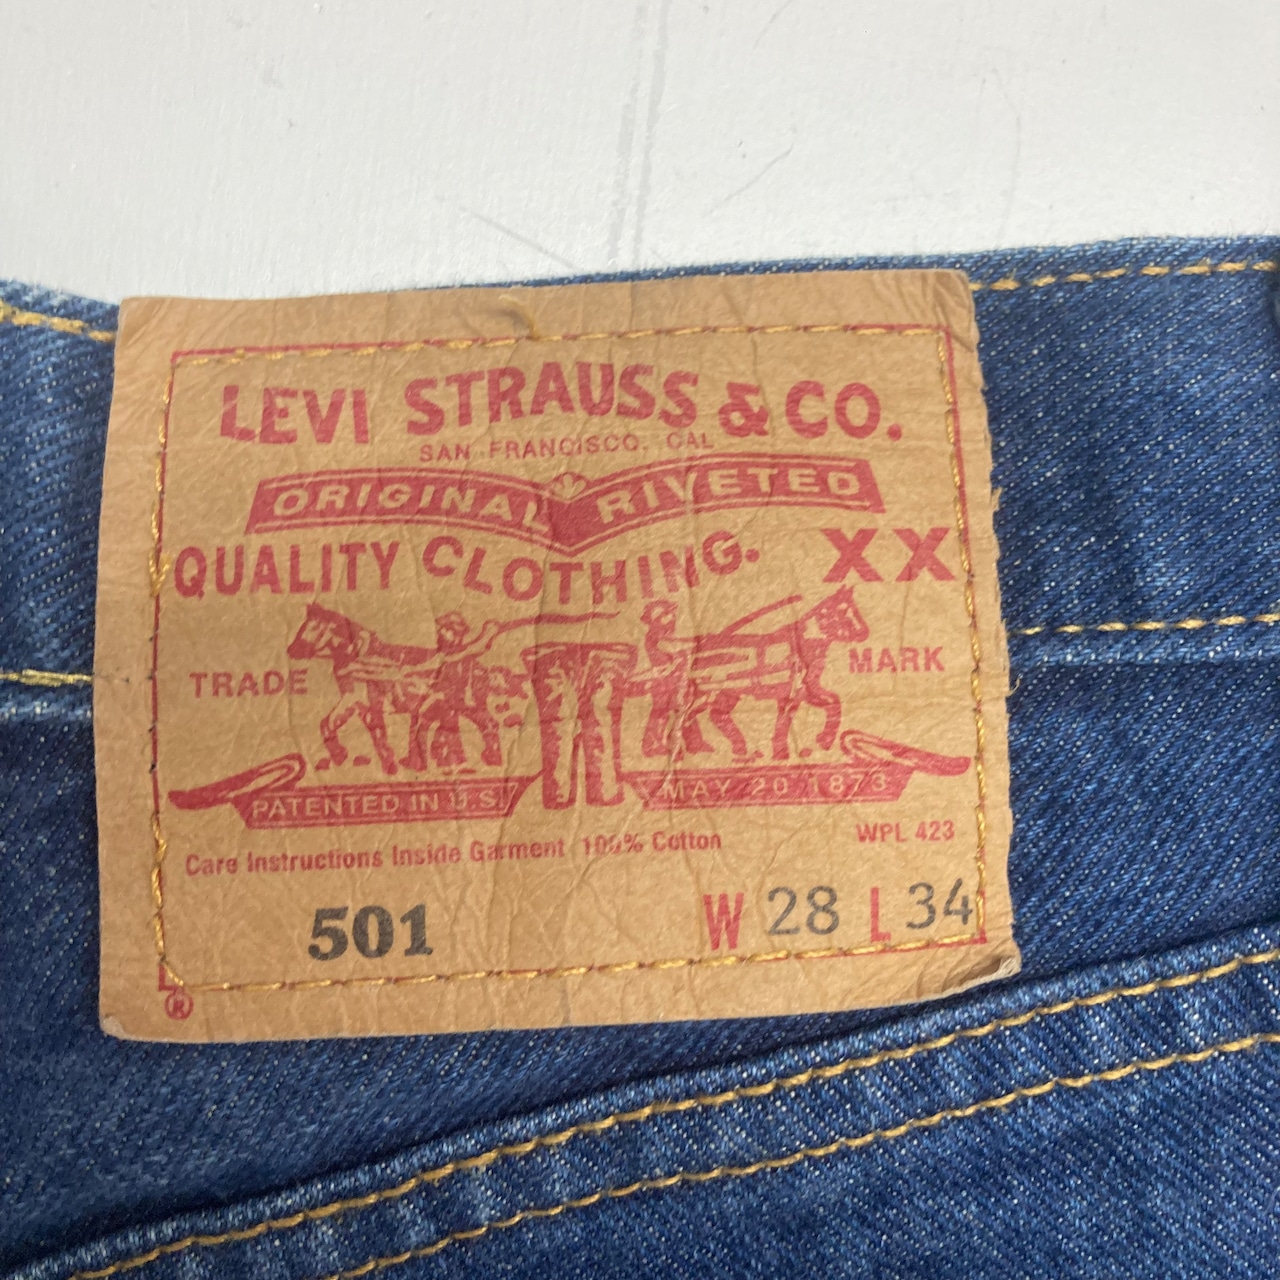 LEVI STRAUSS & CO.
SAN FRANCISCO, CAL
ORIGINAL RIVETED
QUALITY CLOTHING. XX
TRADE MARK
PATENTED IN U.S. MAY 20 1873
Care Instructions Inside Garment 100% Cotton WPL 423
501 W 28 L 34
®